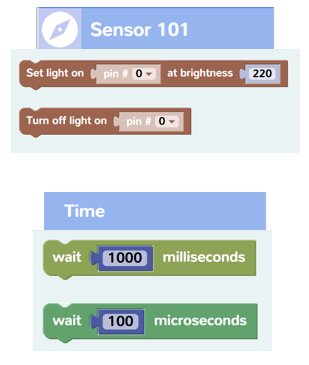 Sensor 101
Set light on pin # 0 at brightness 220
Turn off light on pin # 0
Time
wait 1000 milliseconds
wait 100 microseconds